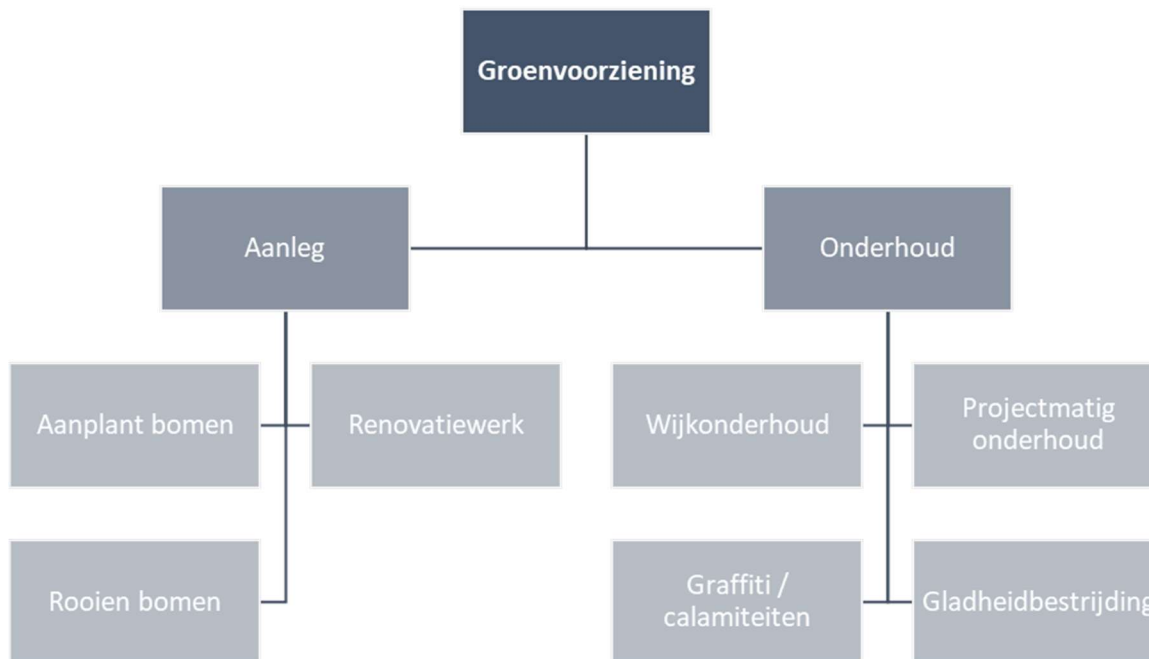 Groenvoorziening
Aanleg
Onderhoud
Aanplant bomen
Renovatiewerk
Wijkonderhoud
Projectmatig
onderhoud
Rooien bomen
Graffiti /
calamiteiten
Gladheidbestrijding